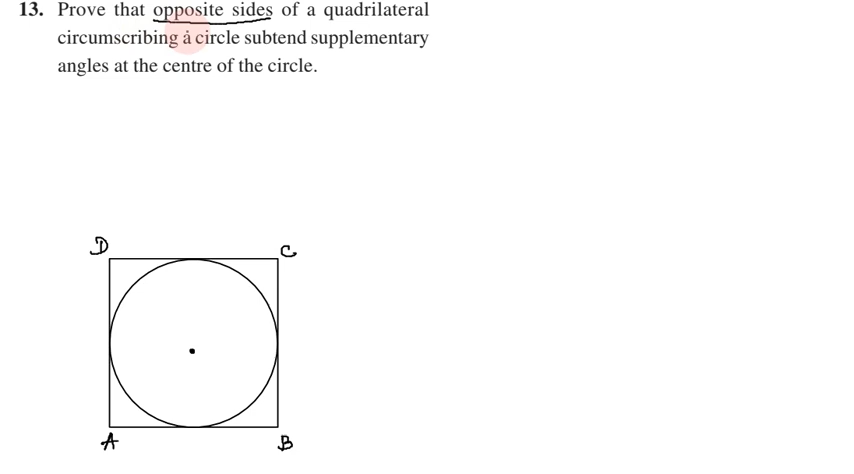 13. Prove that opposite sides of a quadrilateral
circumscribing a circle subtend supplementary
angles at the centre of the circle.
D C
A B